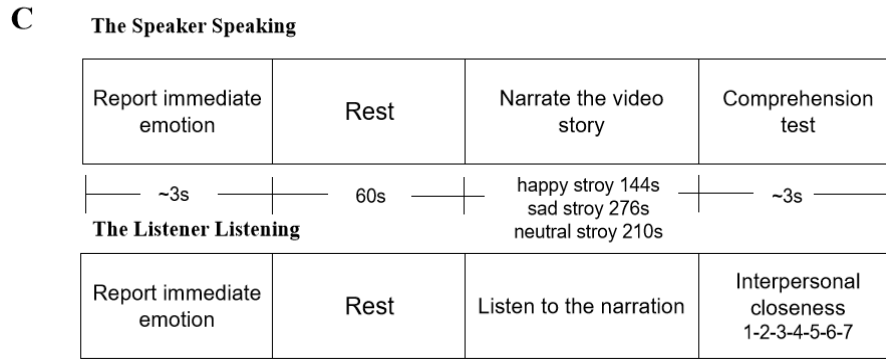 C
The Speaker Speaking
Report immediate
emotion
Rest
Narrate the video
story
Comprehension
test
~3s
60s
happy stroy 144s
sad stroy 276s
neutral stroy 210s
~3s
The Listener Listening
Report immediate
emotion
Rest
Listen to the narration
Interpersonal
closeness
1-2-3-4-5-6-7